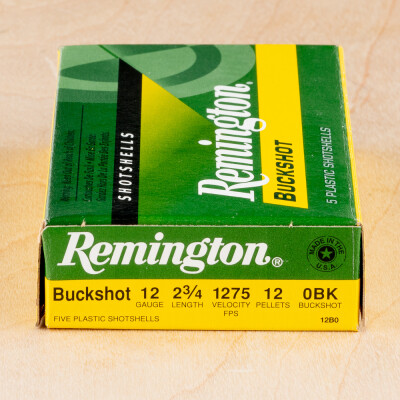 Remington
BUCKSHOT
5 PLASTIC SHOTSHELLS
SHOTSHELLS
Remington®
MADE IN THE U.S.A.
Buckshot 12 2¾ 1275 12 0BK
GAUGE LENGTH VELOCITY PELLETS BUCKSHOT
FPS
FIVE PLASTIC SHOTSHELLS 12B0